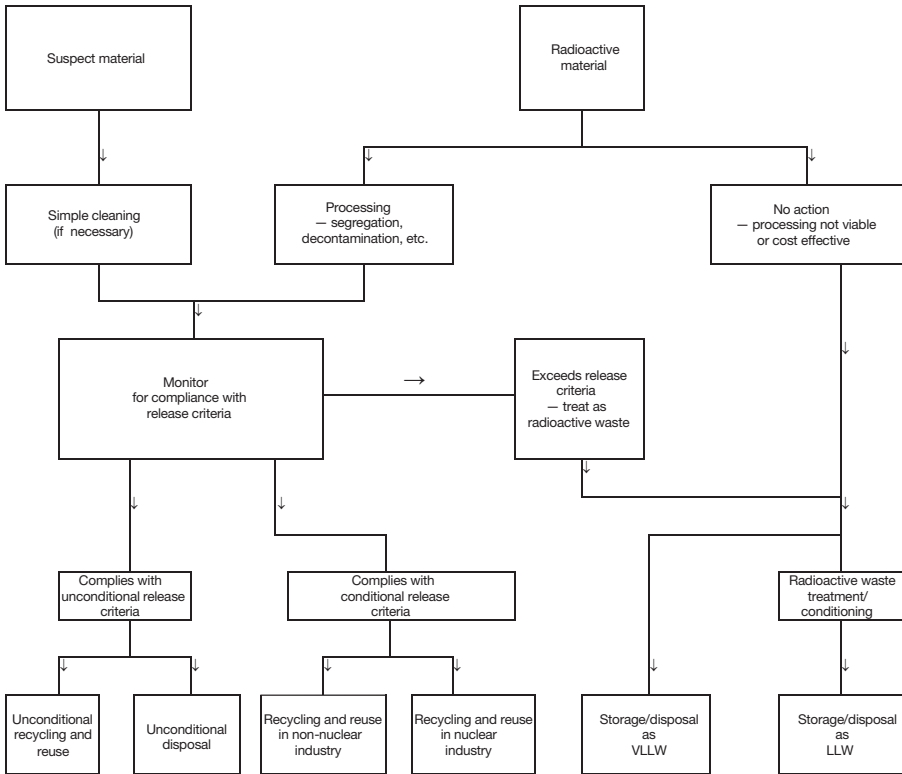 Suspect material
Radioactive
material
Simple cleaning
(if necessary)
Processing
— segregation,
decontamination, etc.
No action
— processing not viable
or cost effective
Monitor
for compliance with
release criteria
Exceeds release
criteria
— treat as
radioactive waste
Complies with
unconditional release
criteria
Complies with
conditional release
criteria
Radioactive waste
treatment/
conditioning
Unconditional
recycling and
reuse
Unconditional
disposal
Recycling and reuse
in non-nuclear
industry
Recycling and reuse
in nuclear
industry
Storage/disposal
as
VLLW
Storage/disposal
as
LLW